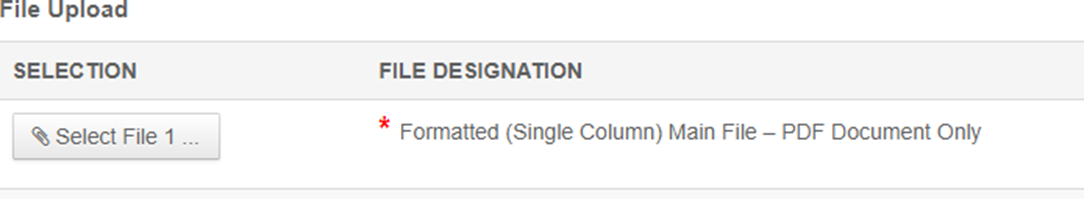 File Upload
SELECTION FILE DESIGNATION
Select File 1 ... * Formatted (Single Column) Main File – PDF Document Only